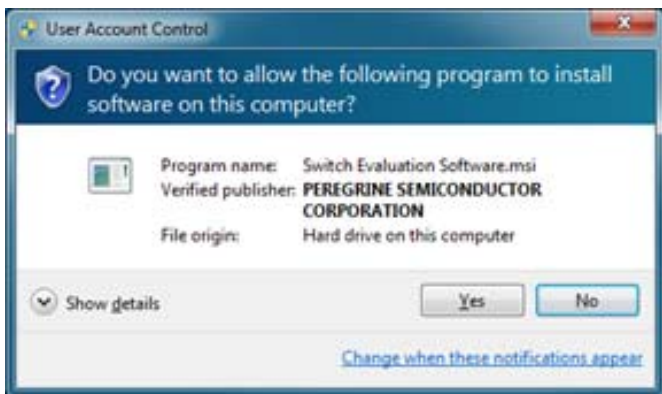 User Account Control
Do you want to allow the following program to install
software on this computer?
Program name: Switch Evaluation Software.msi
Verified publisher: PEREGRINE SEMICONDUCTOR
CORPORATION
File origin: Hard drive on this computer
Show details
Yes
No
Change when these notifications appear